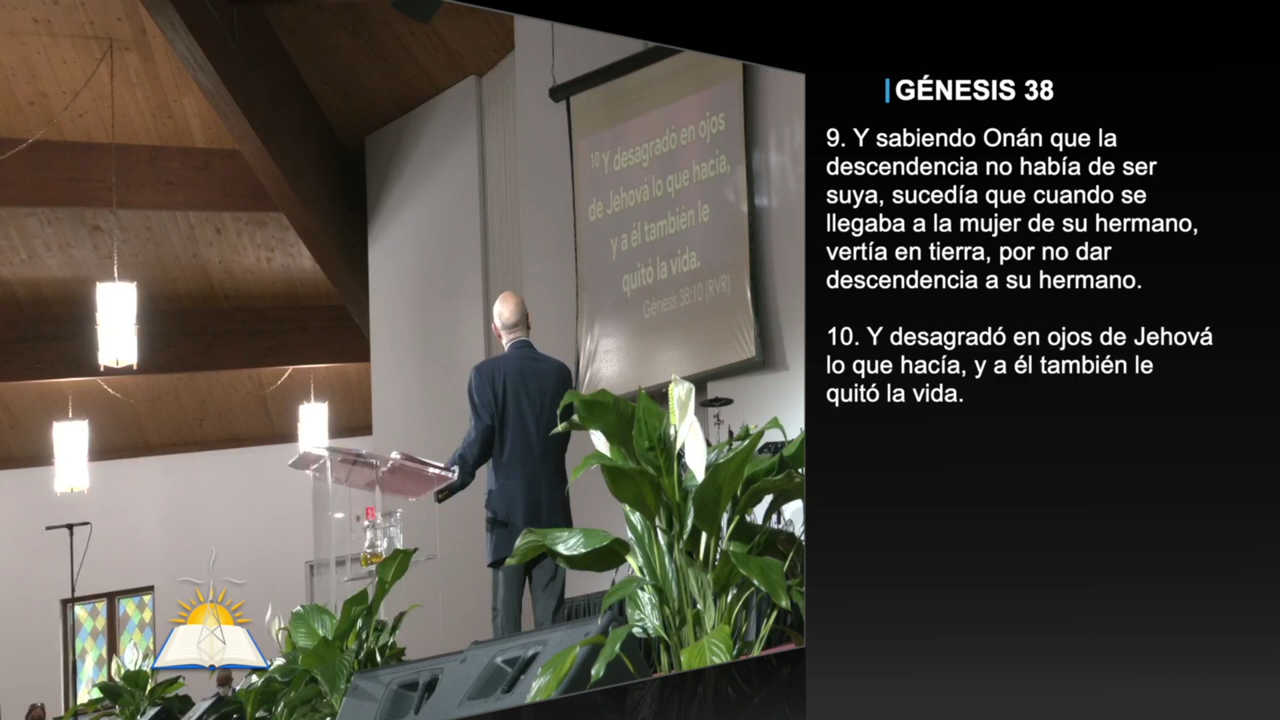 10 Y desagradó en ojos
de Jehová lo que hacía,
y a él también le
quitó la vida.
Génesis 38:10 (RVR)
GÉNESIS 38
9. Y sabiendo Onán que la
descendencia no había de ser
suya, sucedía que cuando se
llegaba a la mujer de su hermano,
vertía en tierra, por no dar
descendencia a su hermano.
10. Y desagradó en ojos de Jehová
lo que hacía, y a él también le
quitó la vida.